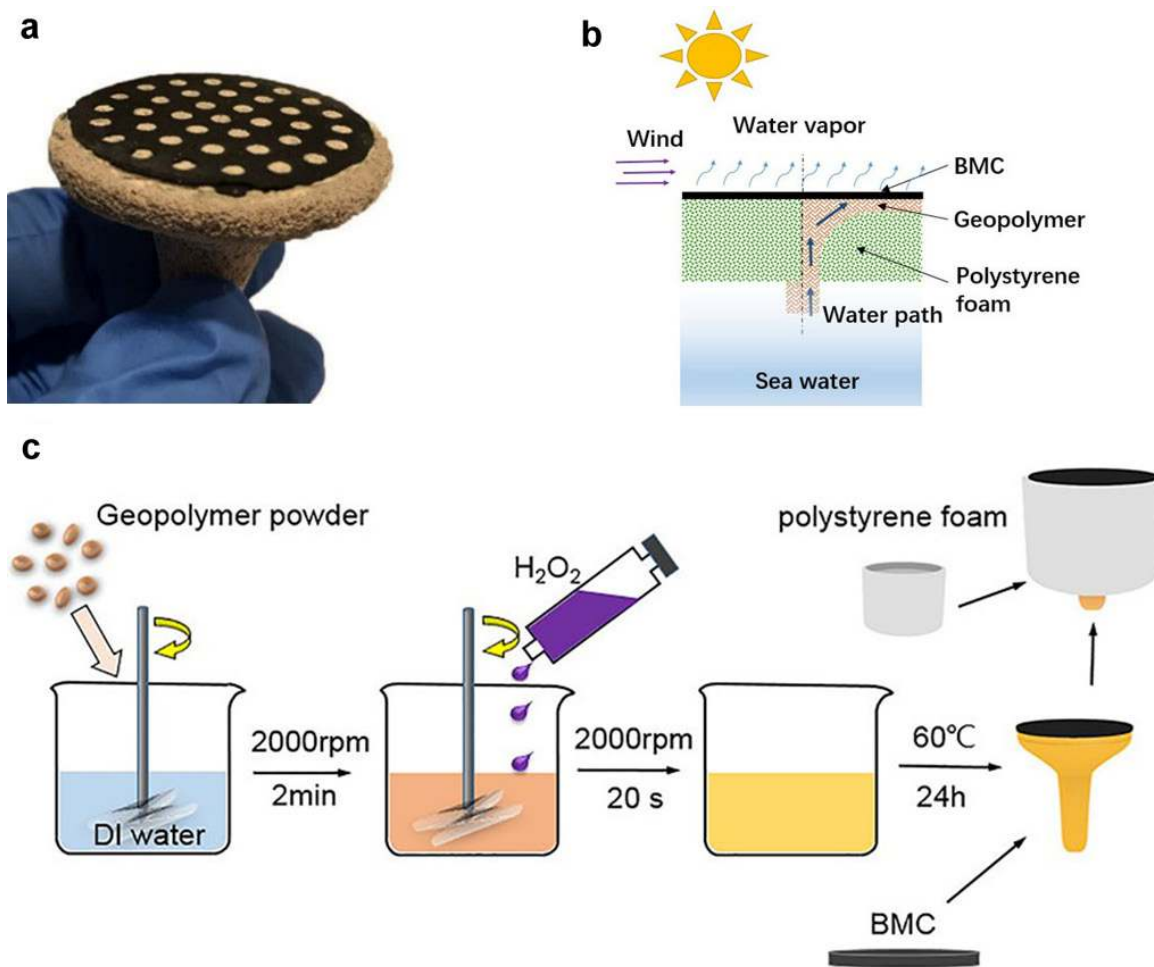 a
b
Wind
Water vapor
BMC
Geopolymer
Polystyrene
foam
Water path
Sea water
c
Geopolymer powder
H₂O₂
polystyrene foam
2000rpm
2min
2000rpm
20 s
60℃
24h
DI water
BMC